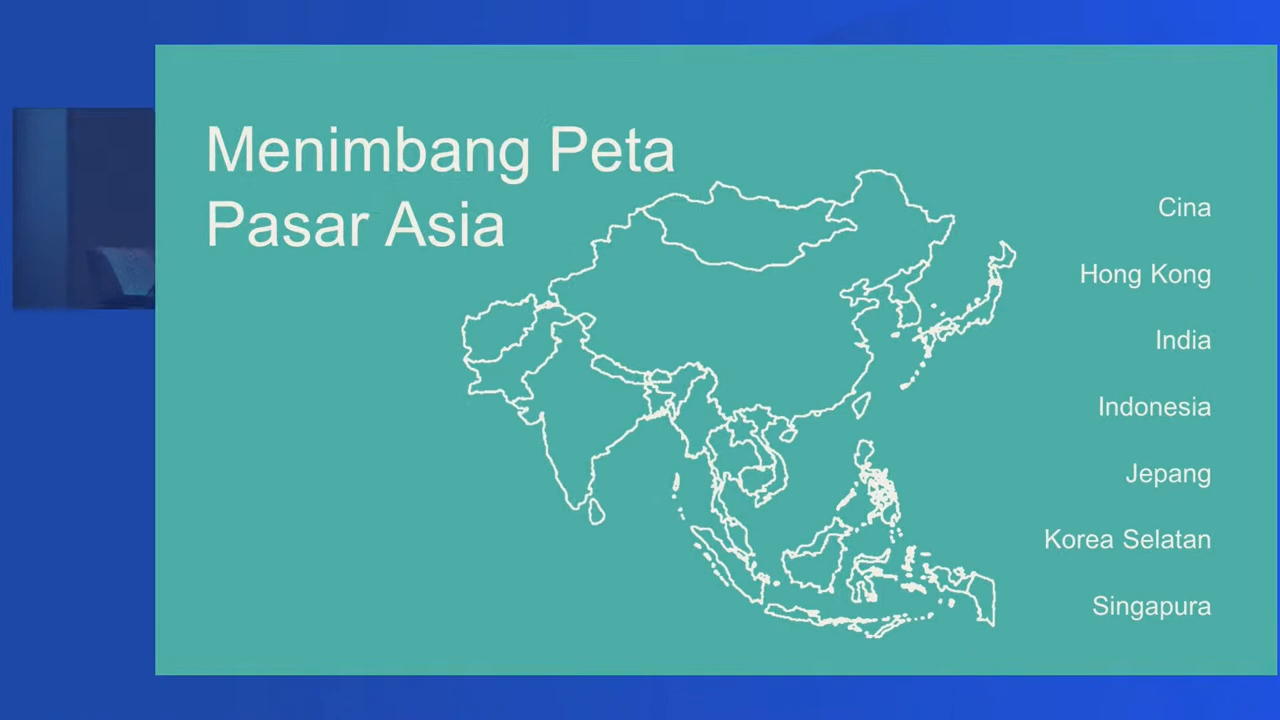 Menimbang Peta
Pasar Asia
Cina
Hong Kong
India
Indonesia
Jepang
Korea Selatan
Singapura